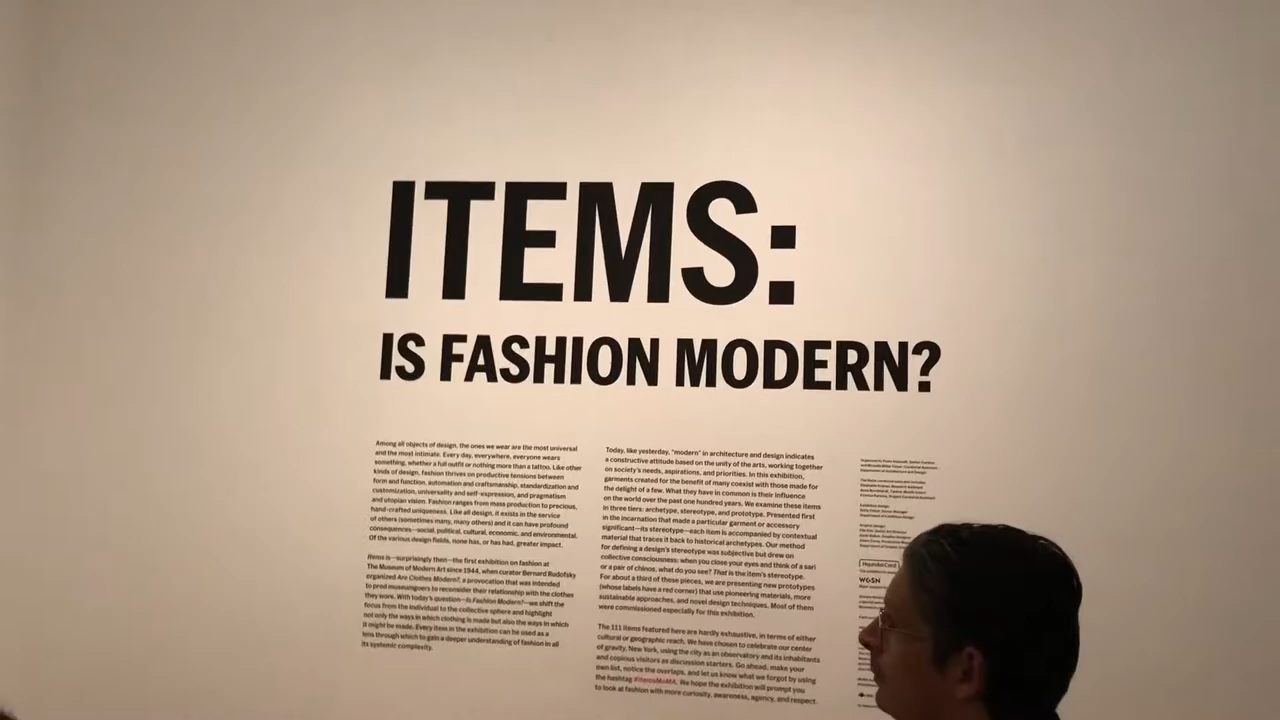 ITEMS:
IS FASHION MODERN?
Among all objects of design, the ones we wear are the most universal
and the most intimate. Every day, everywhere, everyone wears
something, whether a full outfit or nothing more than a tattoo. Like other
kinds of design, fashion thrives on productive tensions between
form and function, automation and craftsmanship, standardization and
customization, universality and self-expression, and pragmatism
and utopian vision. Fashion ranges from mass production to precious,
hand-crafted uniqueness. Like all design, it exists in the service
of others (sometimes many, many others) and it can have profound
consequences—social, political, cultural, economic, and environmental.
Of the various design fields, none has, or has had, greater impact.
Items is—surprisingly then—the first exhibition on fashion at
The Museum of Modern Art since 1944, when curator Bernard Rudofsky
organized Are Clothes Modern?, a provocation that was intended
to prod museumgoers to reconsider their relationship with the clothes
they wore. With today's question—Is Fashion Modern?—we shift the
focus from the individual to the collective sphere and highlight
not only the ways in which clothing is made but also the ways in which
it might be made. Every item in the exhibition can be used as a
lens through which to gain a deeper understanding of fashion in all
its systemic complexity.
Today, like yesterday, "modern" in architecture and design indicates
a constructive attitude based on the unity of the arts, working together
on society's needs, aspirations, and priorities. In this exhibition,
garments created for the benefit of many coexist with those made for
the delight of a few. What they have in common is their influence
on the world over the past one hundred years. We examine these items
in three tiers: archetype, stereotype, and prototype. Presented first
in the incarnation that made a particular garment or accessory
significant—its stereotype—each item is accompanied by contextual
material that traces it back to historical archetypes. Our method
for defining a design's stereotype was subjective but drew on
collective consciousness: when you close your eyes and think of a sari
or a pair of chinos, what do you see? That is the item's stereotype.
For about a third of these pieces, we are presenting new prototypes
(whose labels have a red corner) that use pioneering materials, more
sustainable approaches, and novel design techniques. Most of them
were commissioned especially for this exhibition.
The 111 items featured here are hardly exhaustive, in terms of either
cultural or geographic reach. We have chosen to celebrate our center
of gravity, New York, using the city as an observatory and its inhabitants
and copious visitors as discussion starters. Go ahead, make your
own list, notice the overlaps, and let us know what we forgot by using
the hashtag #itemsMoMA. We hope the exhibition will prompt you
to look at fashion with more curiosity, awareness, agency, and respect.
HyundaiCard
WGSN